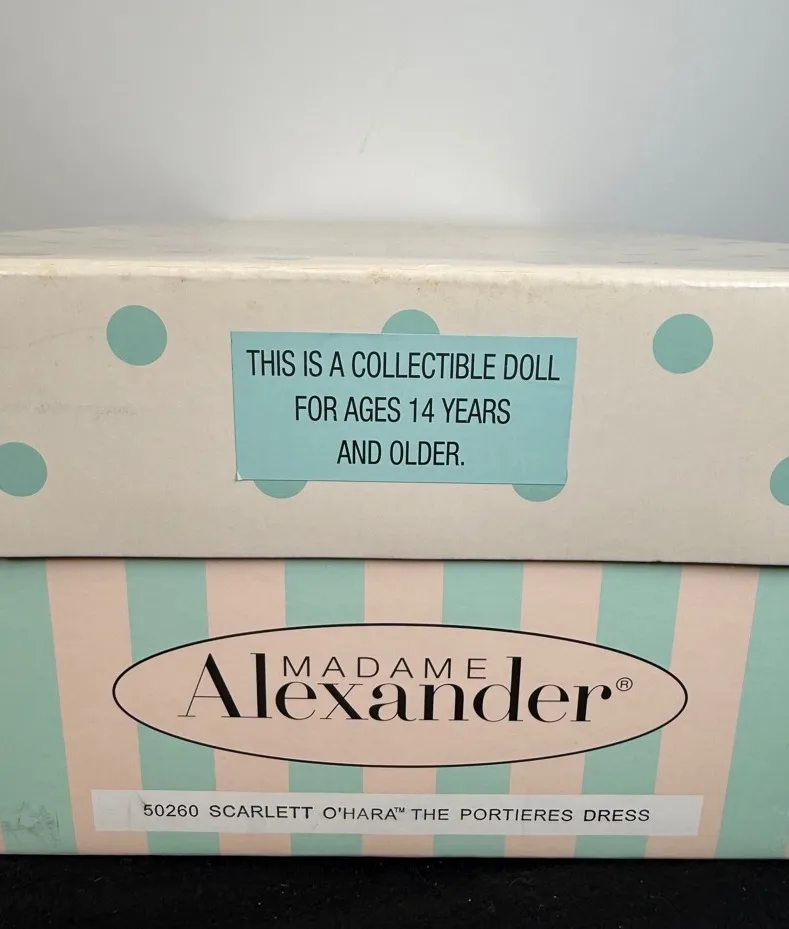 THIS IS A COLLECTIBLE DOLL
FOR AGES 14 YEARS
AND OLDER.
MADAME
Alexander®
50260 SCARLETT O'HARA™ THE PORTIERES DRESS